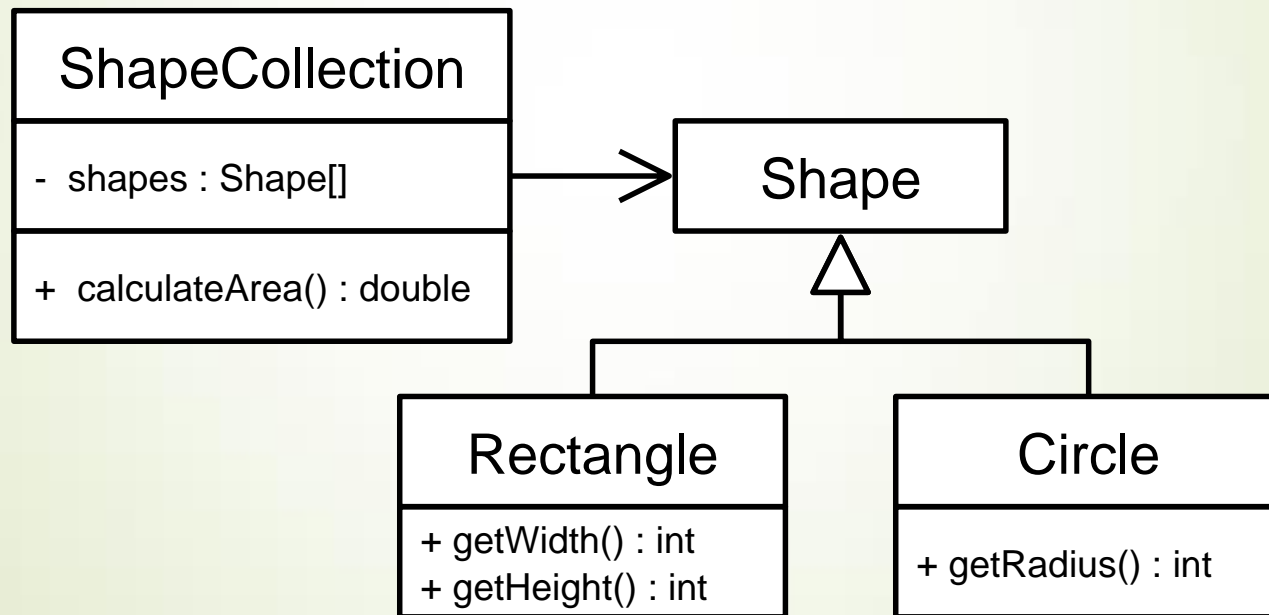 ShapeCollection
- shapes : Shape[]
+ calculateArea() : double
Shape
Rectangle
+ getWidth() : int
+ getHeight() : int
Circle
+ getRadius() : int